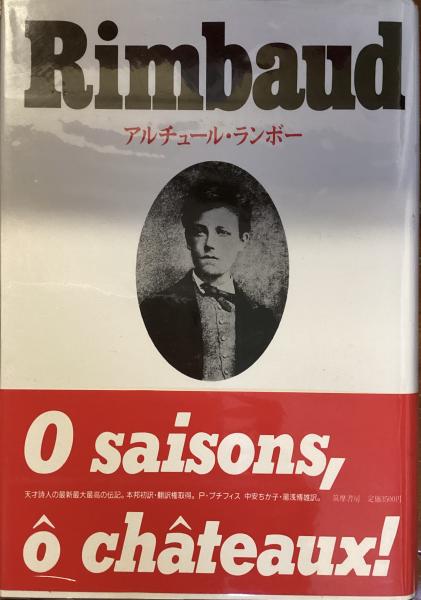 Rimbaud
アルチュール・ランボー
O saisons,
天才詩人の最新最大最高の伝記。本邦初訳・翻訳権取得。P・プチフィス 中安ちか子・湯浅博雄訳。 筑摩書房 定価3500円
ô châteaux!